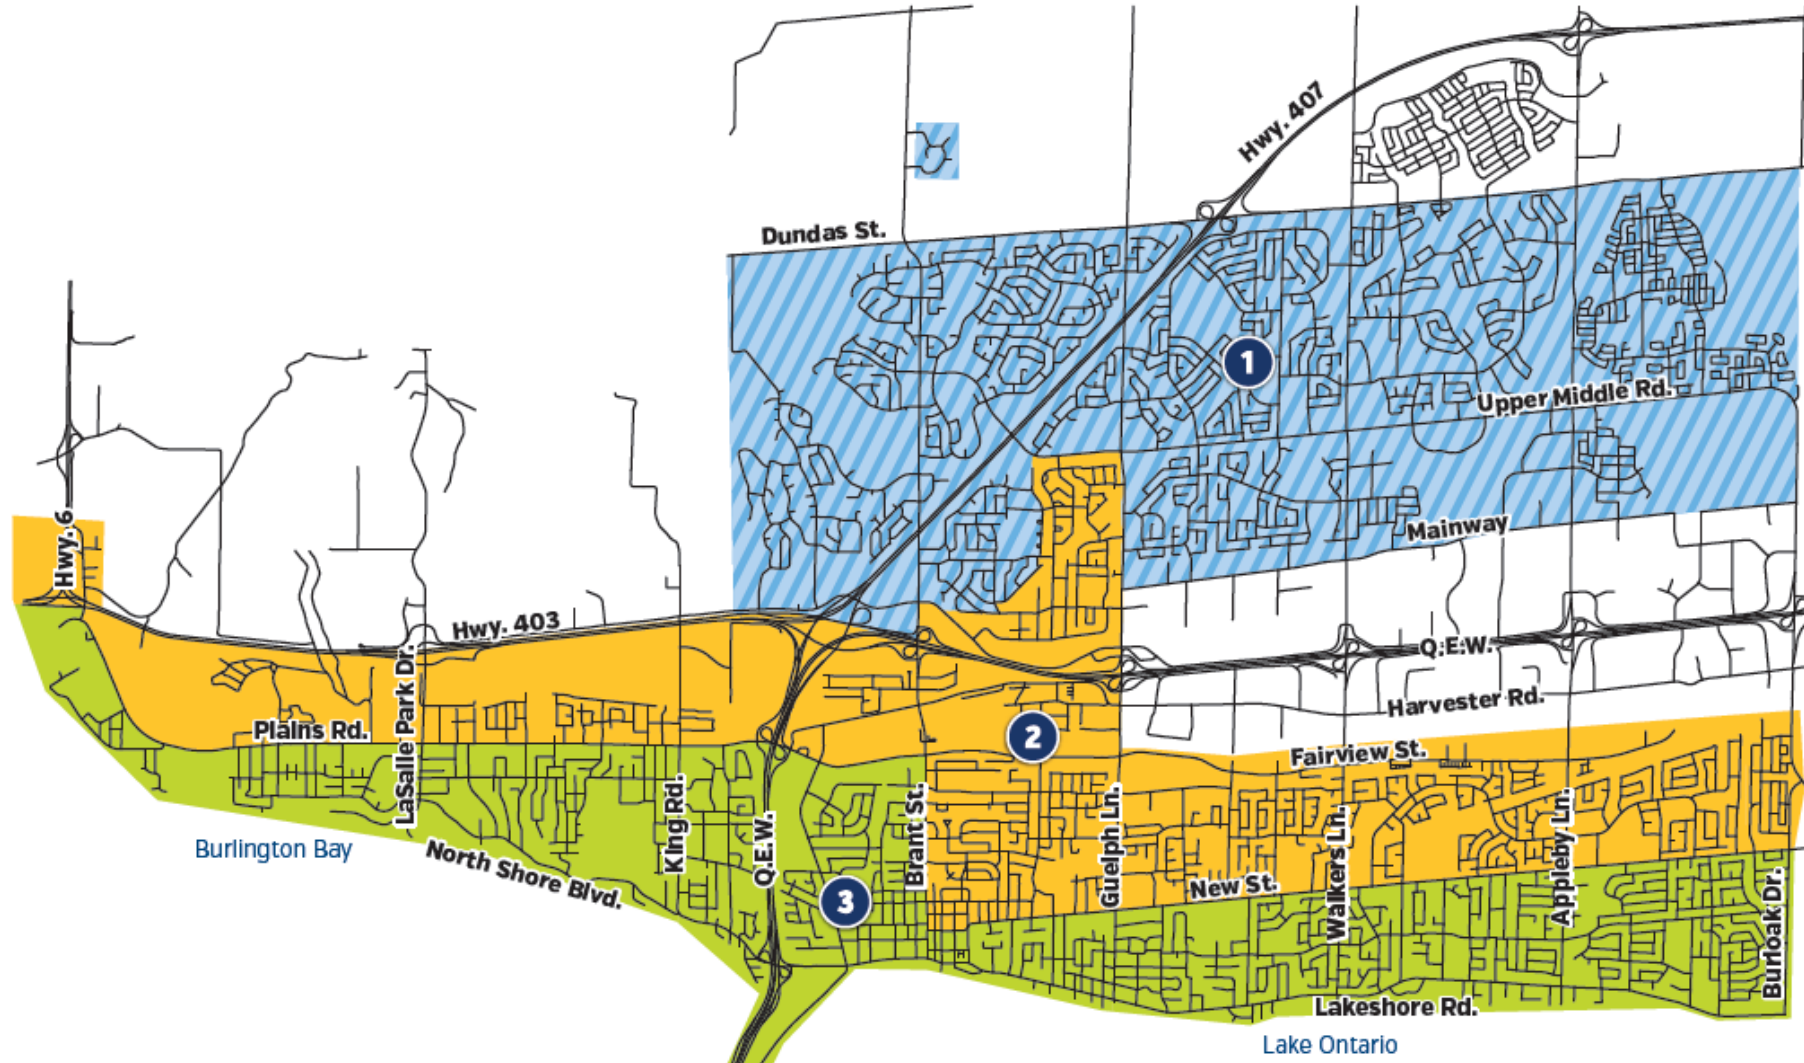 Hwy. 407
Dundas St.
1
Upper Middle Rd.
Hwy. 6
Mainway
Hwy. 403
Q.E.W.
LaSalle Park Dr.
Harvester Rd.
Plains Rd.
2
Fairview St.
King Rd.
Q.E.W.
Brant St.
Guelph Ln.
Walkers Ln.
Appleby Ln.
Burlington Bay
North Shore Blvd.
3
New St.
Burloak Dr.
H
H
Lakeshore Rd.
Lake Ontario